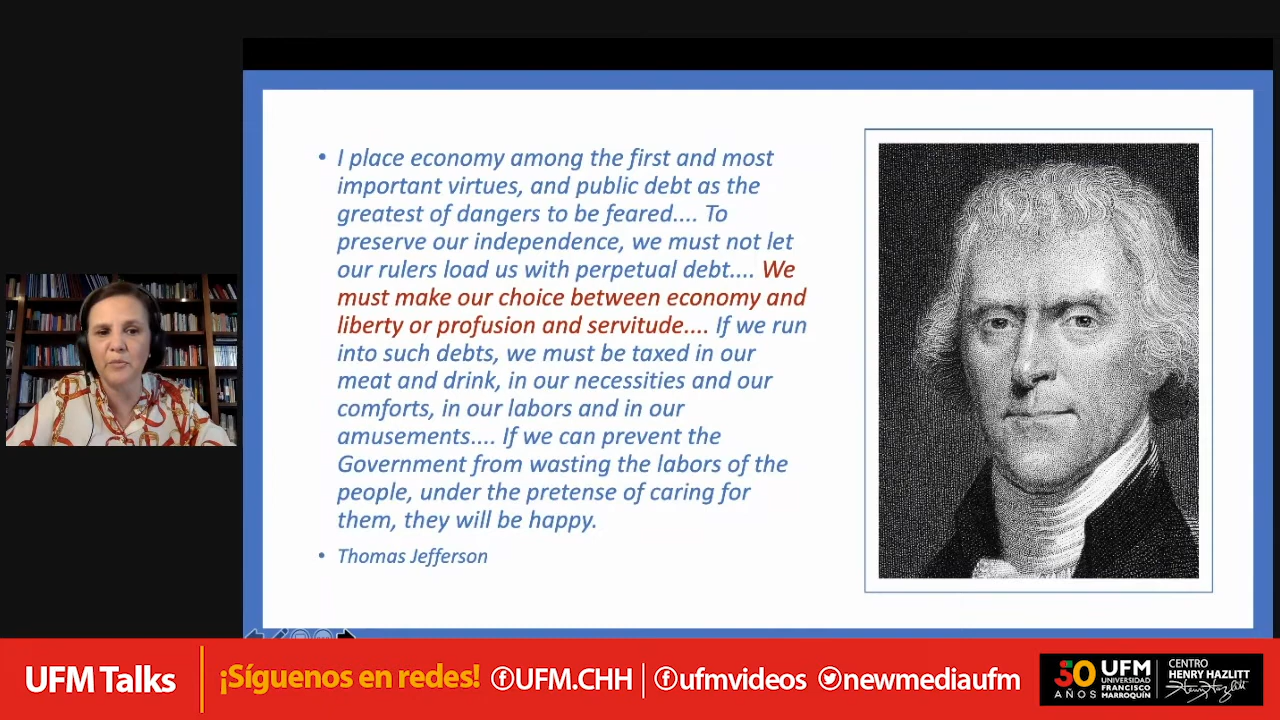 • I place economy among the first and most
important virtues, and public debt as the
greatest of dangers to be feared.... To
preserve our independence, we must not let
our rulers load us with perpetual debt.... We
must make our choice between economy and
liberty or profusion and servitude.... If we run
into such debts, we must be taxed in our
meat and drink, in our necessities and our
comforts, in our labors and in our
amusements.... If we can prevent the
Government from wasting the labors of the
people, under the pretense of caring for
them, they will be happy.
• Thomas Jefferson
UFM Talks
¡Síguenos en redes! UFM.CHH | ufmvideos newmediaufm
50
AÑOS
UFM
UNIVERSIDAD
FRANCISCO
MARROQUÍN
CENTRO
HENRY HAZLITT
Henry Hazlitt